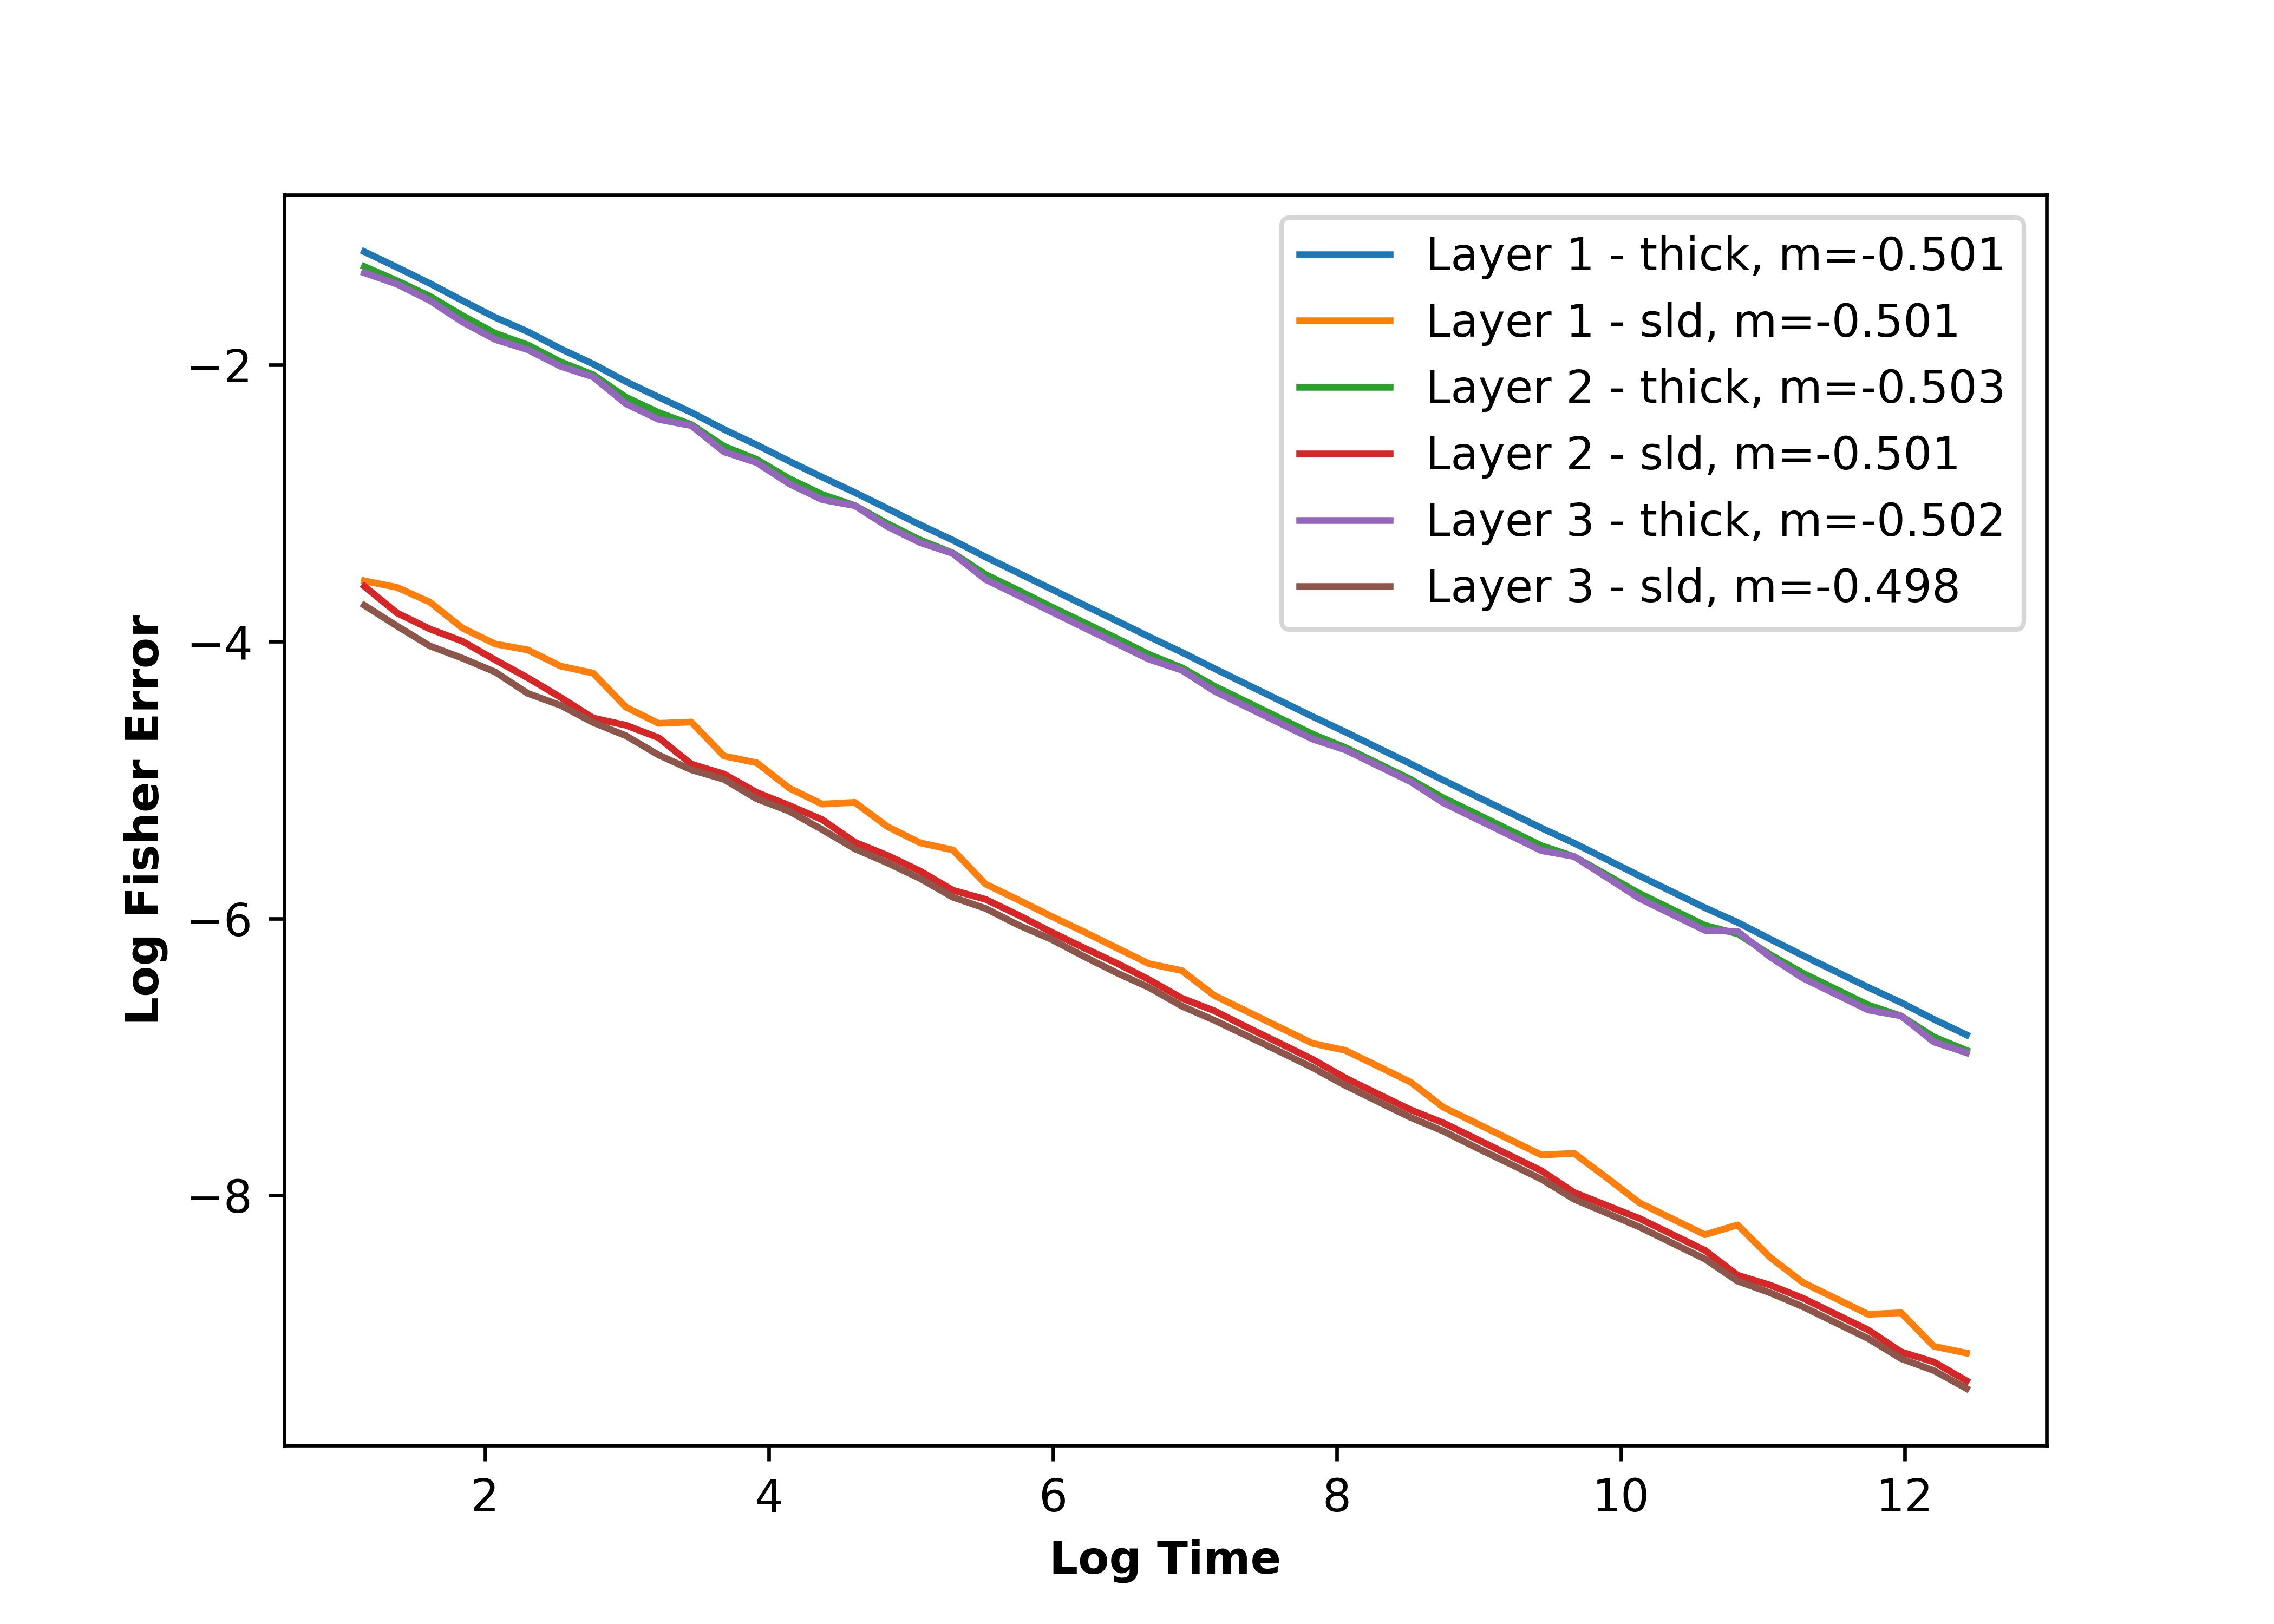 Layer 1 - thick, m=-0.501
Layer 1 - sld, m=-0.501
Layer 2 - thick, m=-0.503
Layer 2 - sld, m=-0.501
Layer 3 - thick, m=-0.502
Layer 3 - sld, m=-0.498
Log Fisher Error
−2
−4
−6
−8
2 4 6 8 10 12
Log Time